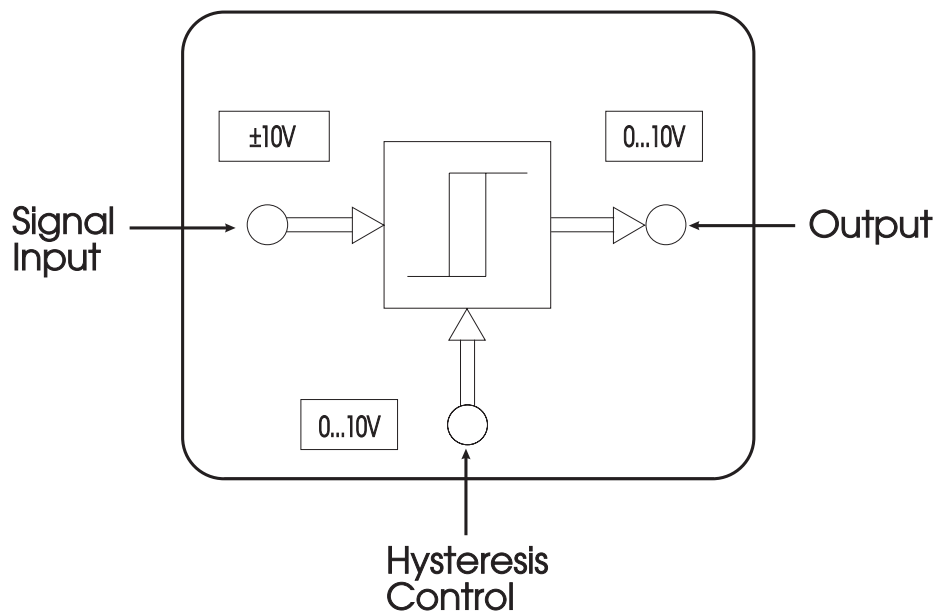 ±10V
0...10V
Signal
Input
Output
0...10V
Hysteresis
Control